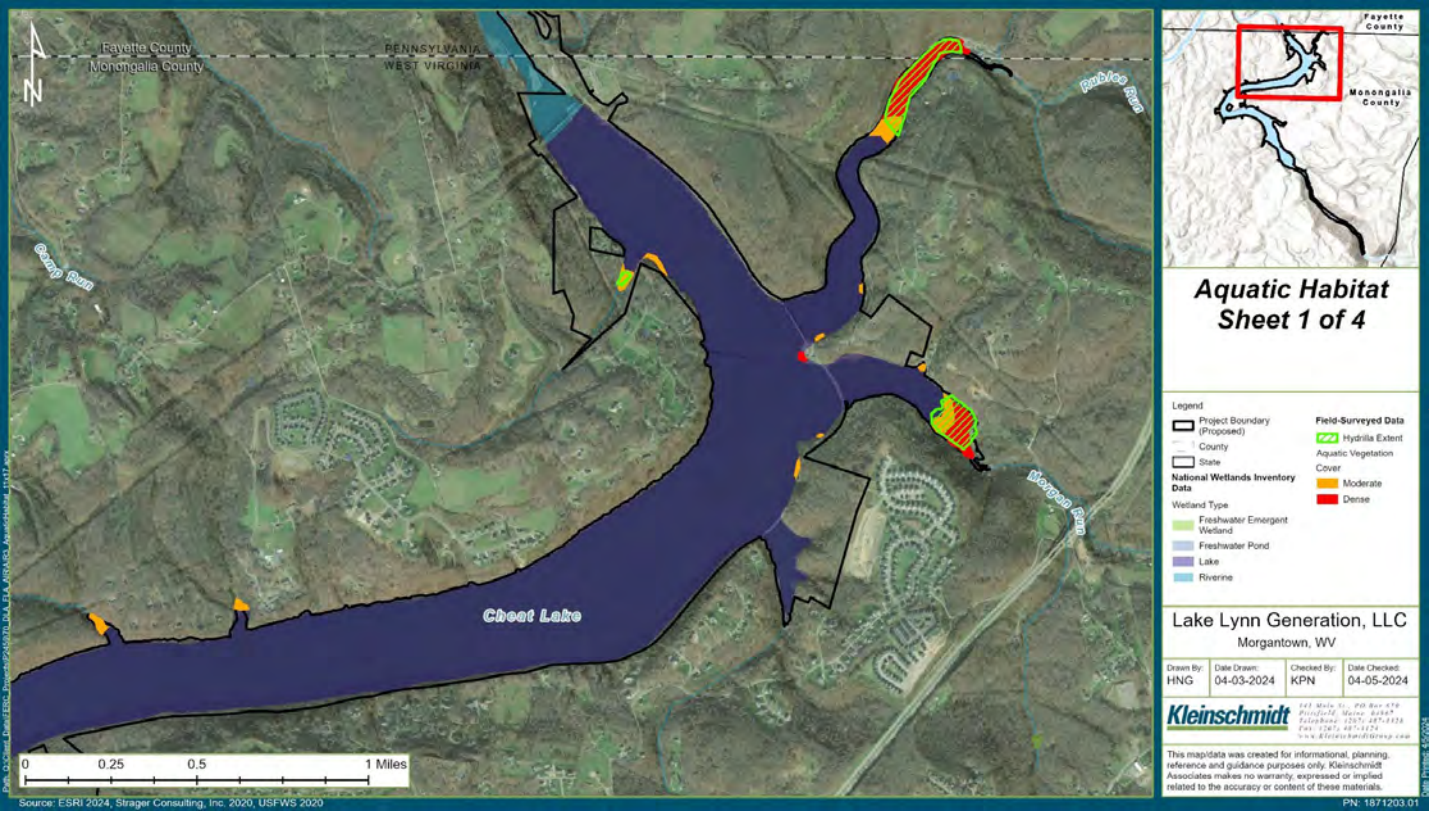 Fayette County
Monongalia County
PENNSYLVANIA
WEST VIRGINIA
N
Rubles Run
Camp Run
Morgan Run
Cheat Lake
0 0.25 0.5 1 Miles
Source: ESRI 2024, Strager Consulting, Inc. 2020, USFWS 2020
Fayette
County
Monongalia
County
Aquatic Habitat
Sheet 1 of 4
Legend
Project Boundary
(Proposed)
County
State
National Wetlands Inventory
Data
Wetland Type
Freshwater Emergent
Wetland
Freshwater Pond
Lake
Riverine
Field-Surveyed Data
Hydrilla Extent
Aquatic Vegetation
Cover
Moderate
Dense
Lake Lynn Generation, LLC
Morgantown, WV
Drawn By:
HNG
Date Drawn:
04-03-2024
Checked By:
KPN
Date Checked:
04-05-2024
Kleinschmidt
This map/data was created for informational, planning,
reference and guidance purposes only. Kleinschmidt
Associates makes no warranty, expressed or implied
related to the accuracy or content of these materials.
PN: 1871203.01
Date Printed: 4/5/2024